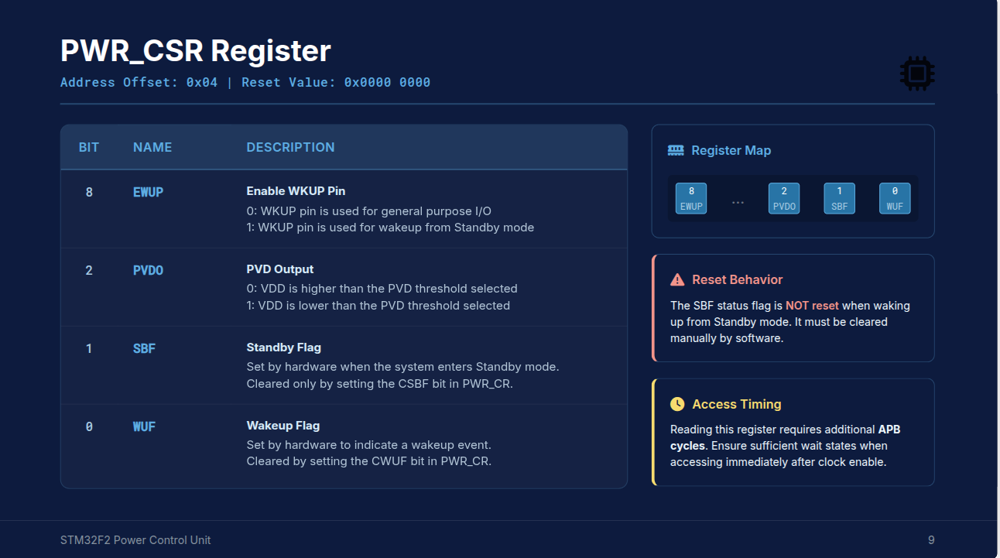 PWR_CSR Register
Address Offset: 0x04 | Reset Value: 0x0000 0000
BIT NAME DESCRIPTION
8 EWUP Enable WKUP Pin
0: WKUP pin is used for general purpose I/O
1: WKUP pin is used for wakeup from Standby mode
2 PVDO PVD Output
0: VDD is higher than the PVD threshold selected
1: VDD is lower than the PVD threshold selected
1 SBF Standby Flag
Set by hardware when the system enters Standby mode.
Cleared only by setting the CSBF bit in PWR_CR.
0 WUF Wakeup Flag
Set by hardware to indicate a wakeup event.
Cleared by setting the CWUF bit in PWR_CR.
Register Map
8 2 1 0
EWUP ... PVDO SBF WUF
Reset Behavior
The SBF status flag is NOT reset when waking
up from Standby mode. It must be cleared
manually by software.
Access Timing
Reading this register requires additional APB
cycles. Ensure sufficient wait states when
accessing immediately after clock enable.
STM32F2 Power Control Unit 9